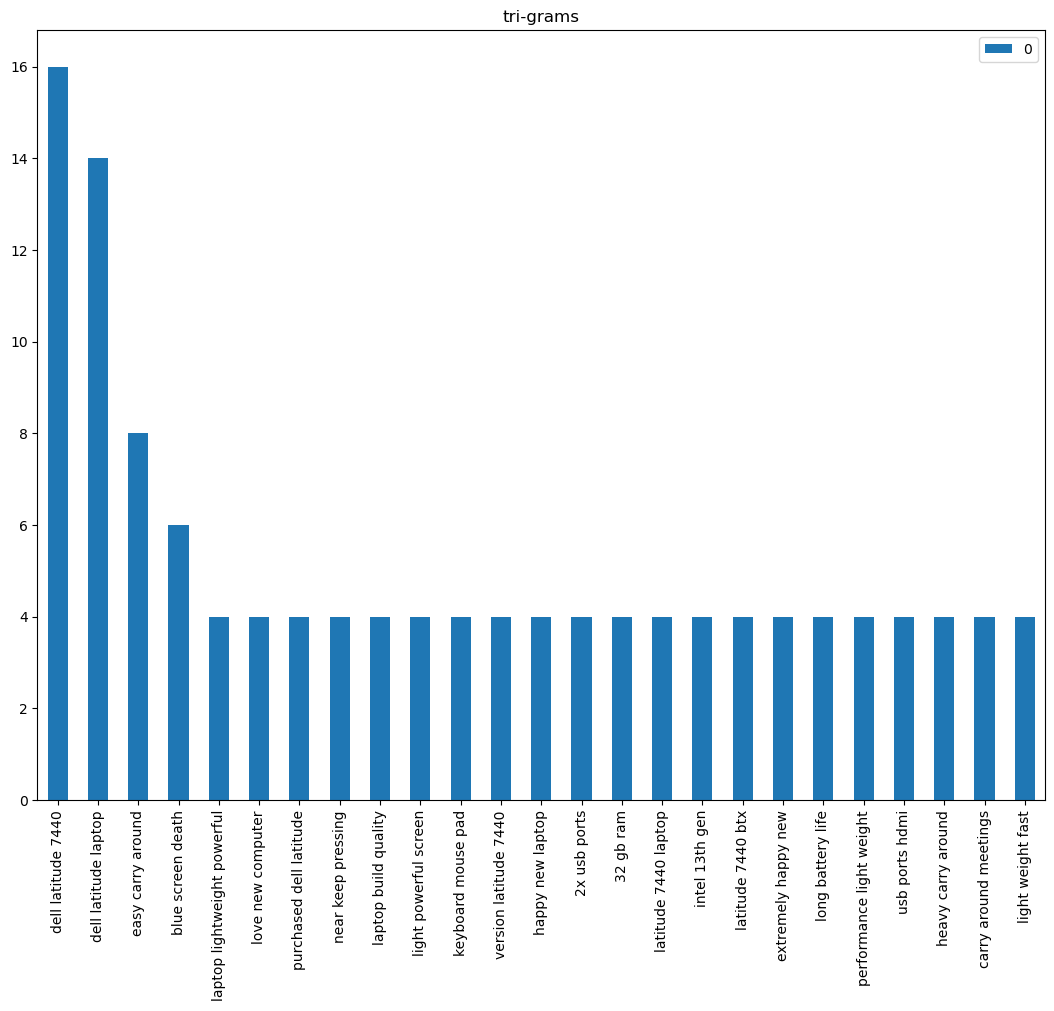 tri-grams
0
16
14
12
10
8
6
4
2
0
dell latitude 7440
dell latitude laptop
easy carry around
blue screen death
laptop lightweight powerful
love new computer
purchased dell latitude
near keep pressing
laptop build quality
light powerful screen
keyboard mouse pad
version latitude 7440
happy new laptop
2x usb ports
32 gb ram
latitude 7440 laptop
intel 13th gen
latitude 7440 btx
extremely happy new
long battery life
performance light weight
usb ports hdmi
heavy carry around
carry around meetings
light weight fast